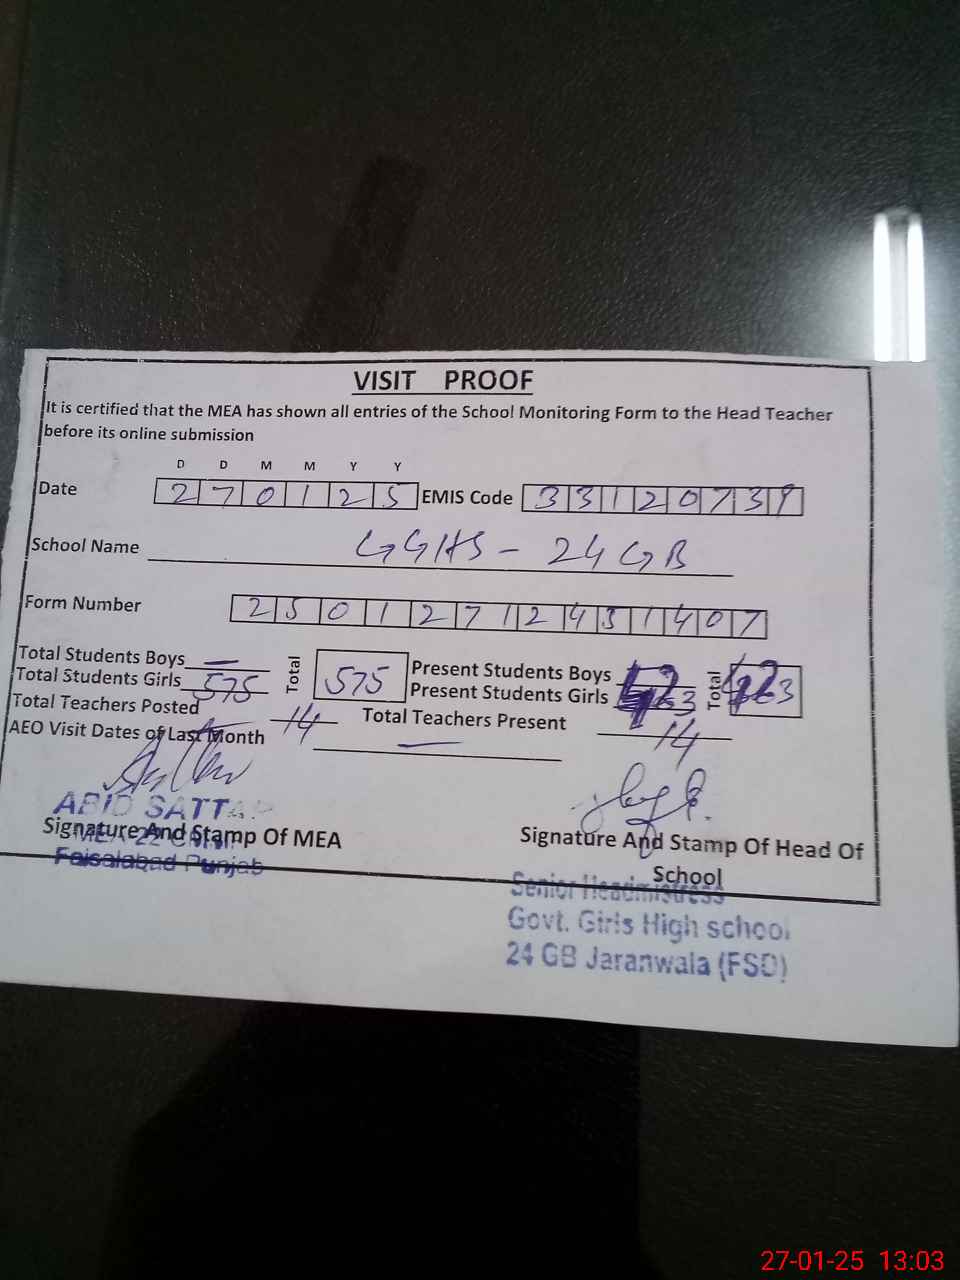 VISIT PROOF
It is certified that the MEA has shown all entries of the School Monitoring Form to the Head Teacher
before its online submission
D D M M Y Y
Date 2 7 0 1 2 5 EMIS Code 3 3 1 2 0 7 3 9
School Name GGHS - 24 GB
Form Number 2 5 0 1 2 7 1 2 4 3 1 4 0 7
Total Students Boys — Total 575 Present Students Boys Total
Total Students Girls 575 Present Students Girls
Total Teachers Posted 14 Total Teachers Present 14
AEO Visit Dates of Last Month —
ABID SATTAR
Signature And Stamp Of MEA
Faisalabad Punjab
Signature And Stamp Of Head Of
School
Senior Headmistress
Govt. Girls High school
24 GB Jaranwala (FSD)
27-01-25 13:03